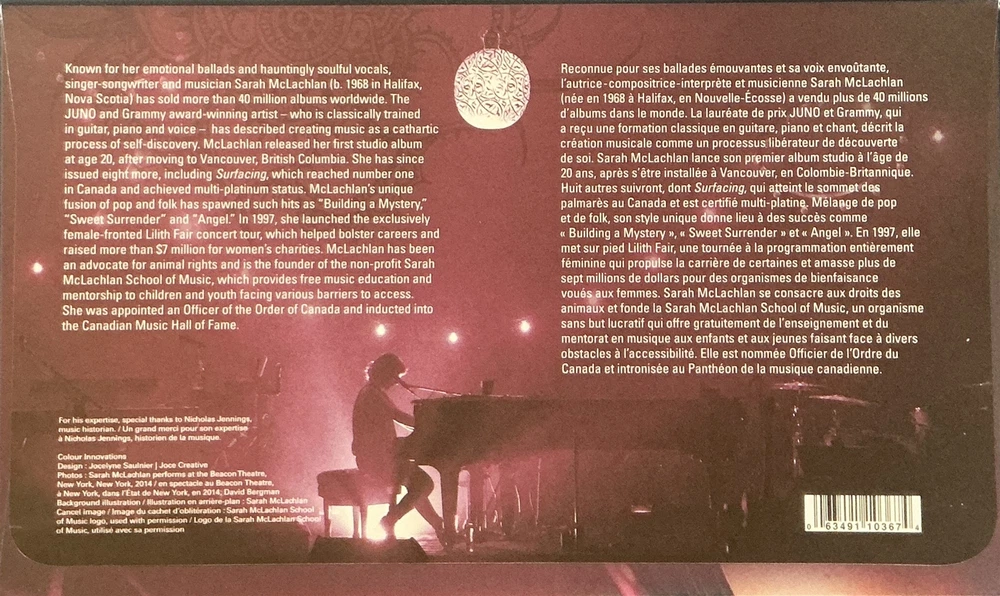 Known for her emotional ballads and hauntingly soulful vocals,
singer-songwriter and musician Sarah McLachlan (b. 1968 in Halifax,
Nova Scotia) has sold more than 40 million albums worldwide. The
JUNO and Grammy award-winning artist – who is classically trained
in guitar, piano and voice – has described creating music as a cathartic
process of self-discovery. McLachlan released her first studio album
at age 20, after moving to Vancouver, British Columbia. She has since
issued eight more, including Surfacing, which reached number one
in Canada and achieved multi-platinum status. McLachlan's unique
fusion of pop and folk has spawned such hits as “Building a Mystery,”
“Sweet Surrender” and “Angel.” In 1997, she launched the exclusively
female-fronted Lilith Fair concert tour, which helped bolster careers and
raised more than $7 million for women's charities. McLachlan has been
an advocate for animal rights and is the founder of the non-profit Sarah
McLachlan School of Music, which provides free music education and
mentorship to children and youth facing various barriers to access.
She was appointed an Officer of the Order of Canada and inducted into
the Canadian Music Hall of Fame.
Reconnue pour ses ballades émouvantes et sa voix envoûtante,
l'autrice-compositrice-interprète et musicienne Sarah McLachlan
(née en 1968 à Halifax, en Nouvelle-Écosse) a vendu plus de 40 millions
d'albums dans le monde. La lauréate de prix JUNO et Grammy, qui
a reçu une formation classique en guitare, piano et chant, décrit la
création musicale comme un processus libérateur de découverte
de soi. Sarah McLachlan lance son premier album studio à l'âge de
20 ans, après s'être installée à Vancouver, en Colombie-Britannique.
Huit autres suivront, dont Surfacing, qui atteint le sommet des
palmarès au Canada et est certifié multi-platine. Mélange de pop
et de folk, son style unique donne lieu à des succès comme
« Building a Mystery », « Sweet Surrender » et « Angel ». En 1997, elle
met sur pied Lilith Fair, une tournée à la programmation entièrement
féminine qui propulse la carrière de certaines et amasse plus de
sept millions de dollars pour des organismes de bienfaisance
voués aux femmes. Sarah McLachlan se consacre aux droits des
animaux et fonde la Sarah McLachlan School of Music, un organisme
sans but lucratif qui offre gratuitement de l'enseignement et du
mentorat en musique aux enfants et aux jeunes faisant face à divers
obstacles à l'accessibilité. Elle est nommée Officier de l'Ordre du
Canada et intronisée au Panthéon de la musique canadienne.
For his expertise, special thanks to Nicholas Jennings,
music historian. / Un grand merci pour son expertise
à Nicholas Jennings, historien de la musique.
Colour Innovations
Design : Jocelyne Saulnier | Joce Creative
Photos : Sarah McLachlan performs at the Beacon Theatre,
New York, New York, 2014 / en spectacle au Beacon Theatre,
à New York, dans l'État de New York, en 2014; David Bergman
Background illustration / Illustration en arrière-plan : Sarah McLachlan
Cancel image / Image du cachet d'oblitération : Sarah McLachlan School
of Music logo, used with permission / Logo de la Sarah McLachlan School
of Music, utilisé avec sa permission
0 63491 10367 4